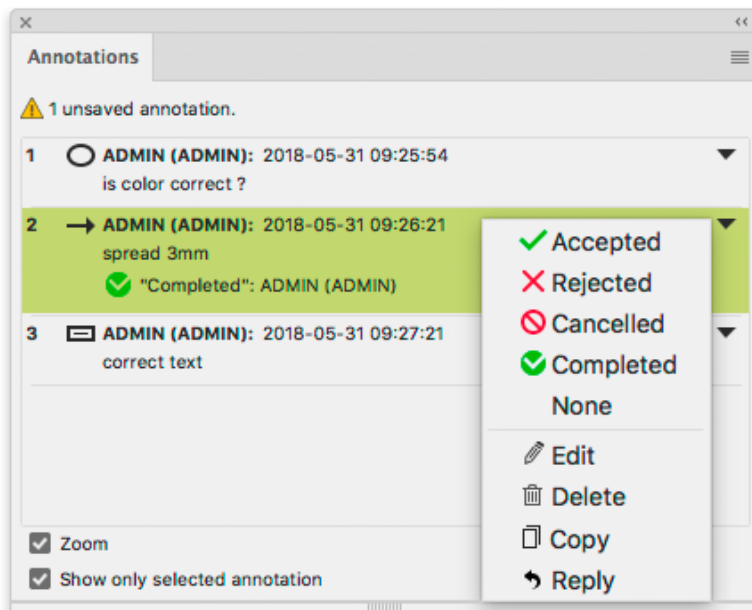 Annotations
1 unsaved annotation.
1 ADMIN (ADMIN): 2018-05-31 09:25:54
is color correct ?
2 ADMIN (ADMIN): 2018-05-31 09:26:21
spread 3mm
"Completed": ADMIN (ADMIN)
3 ADMIN (ADMIN): 2018-05-31 09:27:21
correct text
Accepted
Rejected
Cancelled
Completed
None
Edit
Delete
Copy
Reply
Zoom
Show only selected annotation